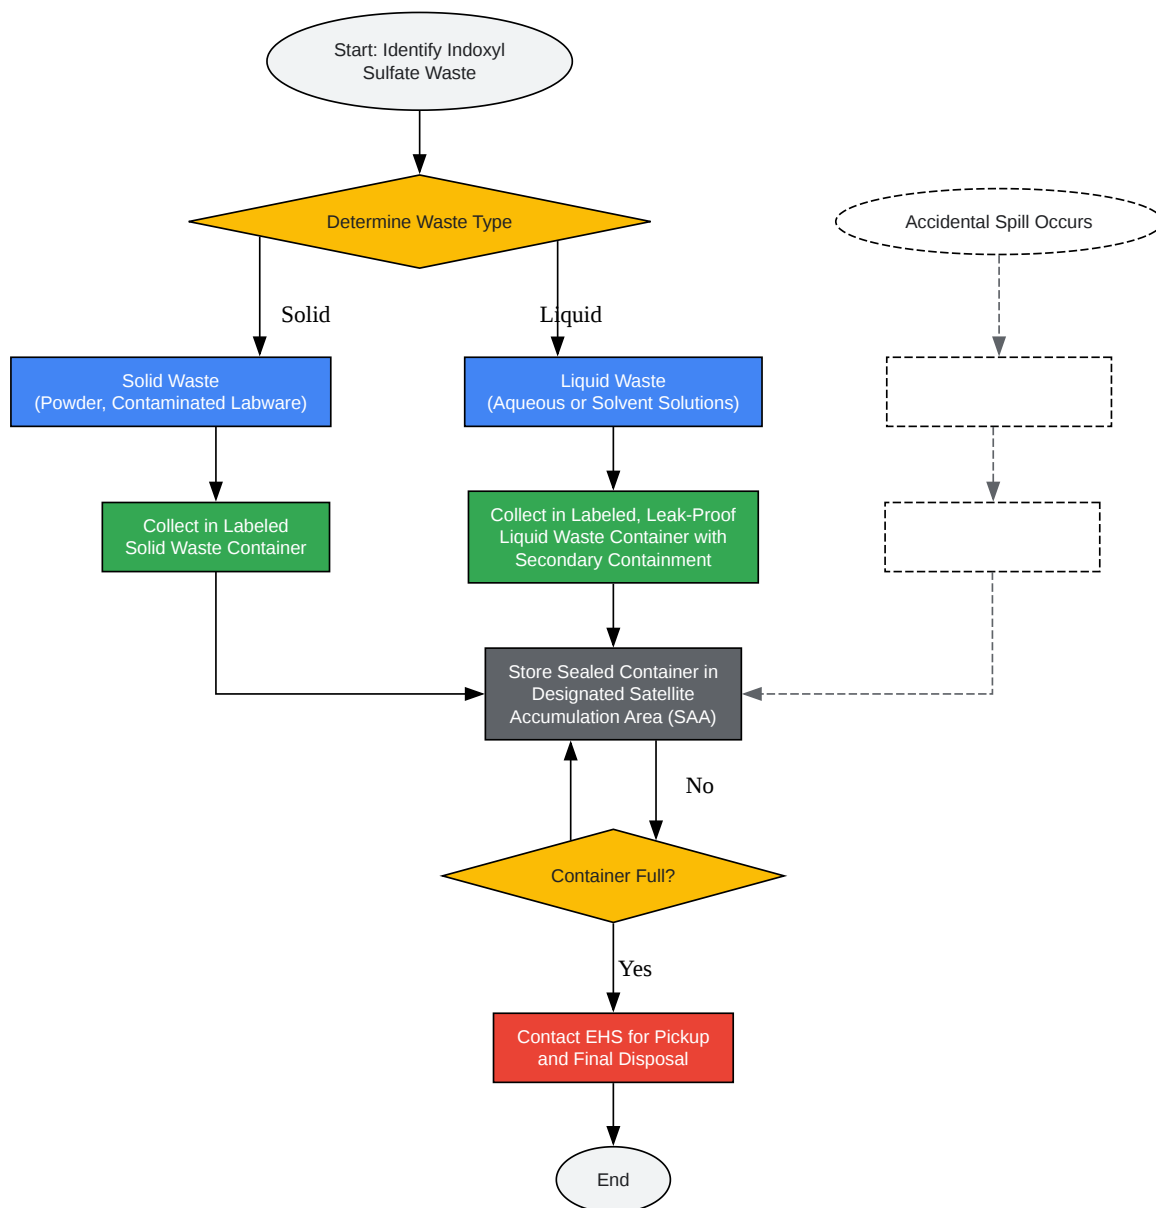 Start: Identify Indoxyl
Sulfate Waste
Determine Waste Type
Accidental Spill Occurs
Solid
Liquid
Solid Waste
(Powder, Contaminated Labware)
Liquid Waste
(Aqueous or Solvent Solutions)
Collect in Labeled
Solid Waste Container
Collect in Labeled, Leak-Proof
Liquid Waste Container with
Secondary Containment
Store Sealed Container in
Designated Satellite
Accumulation Area (SAA)
No
Container Full?
Yes
Contact EHS for Pickup
and Final Disposal
End